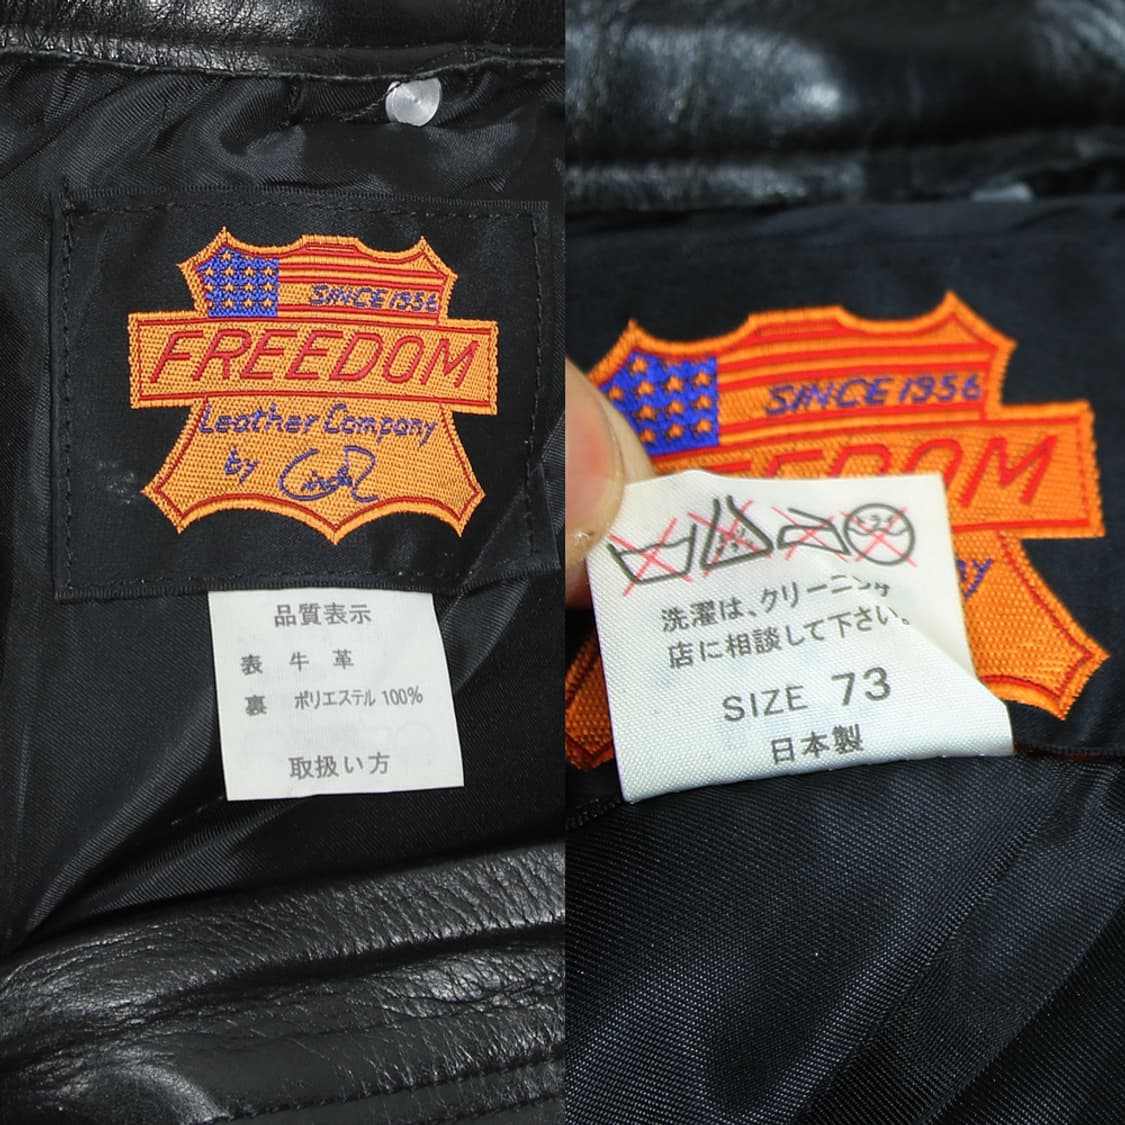 SINCE 1956
FREEDOM
Leather Company
by
品質表示
表 牛 革
裏 ポリエステル 100%
取扱い方
SINCE 1956
洗濯は、クリーニング
店に相談して下さい。
SIZE 73
日本製